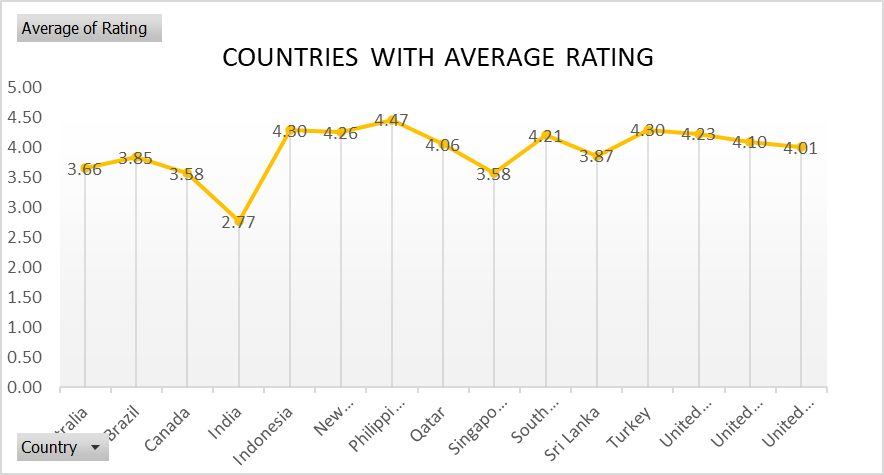 Average of Rating
COUNTRIES WITH AVERAGE RATING
5.00
4.50
4.00
3.50
3.00
2.50
2.00
1.50
1.00
0.50
0.00
3.66
3.85
3.58
2.77
4.30
4.26
4.47
4.06
3.58
4.21
3.87
4.30
4.23
4.10
4.01
tralia
Brazil
Canada
India
Indonesia
New...
Philippi...
Qatar
Singapo...
South...
Sri Lanka
Turkey
United...
United...
United...
Country